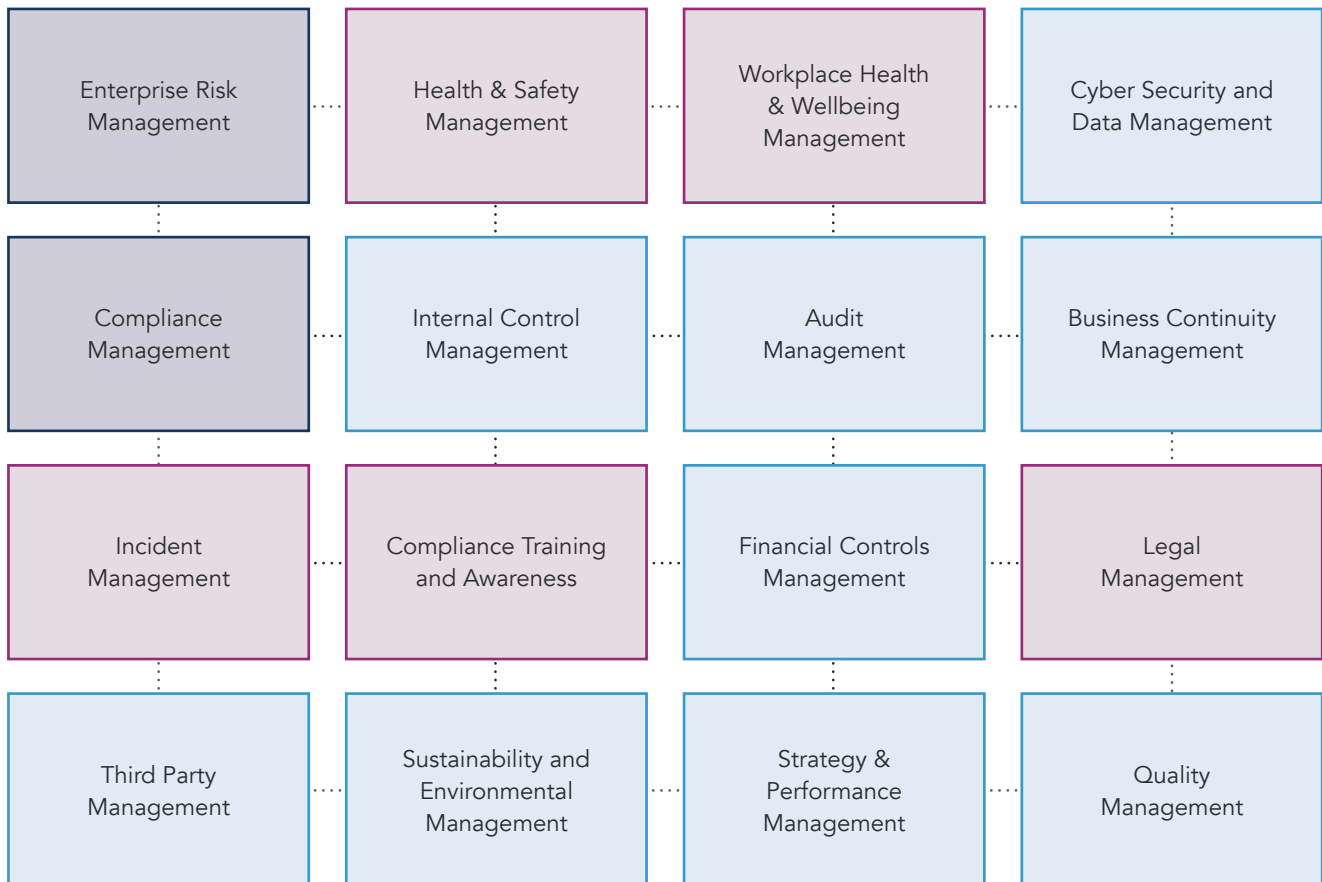 Enterprise Risk
Management
Health & Safety
Management
Workplace Health
& Wellbeing
Management
Cyber Security and
Data Management
Compliance
Management
Internal Control
Management
Audit
Management
Business Continuity
Management
Incident
Management
Compliance Training
and Awareness
Financial Controls
Management
Legal
Management
Third Party
Management
Sustainability and
Environmental
Management
Strategy &
Performance
Management
Quality
Management